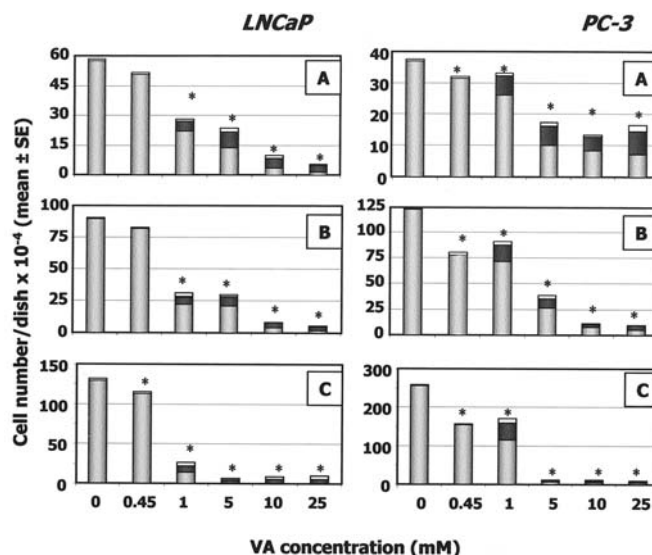 LNCaP PC-3
Cell number/dish x 10⁻⁴ (mean ± SE)
60
45
30
15
0
A
* * * *
40
30
20
10
0
A
* * * * *
100
75
50
25
0
B
* * * *
125
100
75
50
25
0
B
* * * * *
150
100
50
0
C
* * * * *
300
200
100
0
C
* * * * *
0 0.45 1 5 10 25 0 0.45 1 5 10 25
VA concentration (mM)